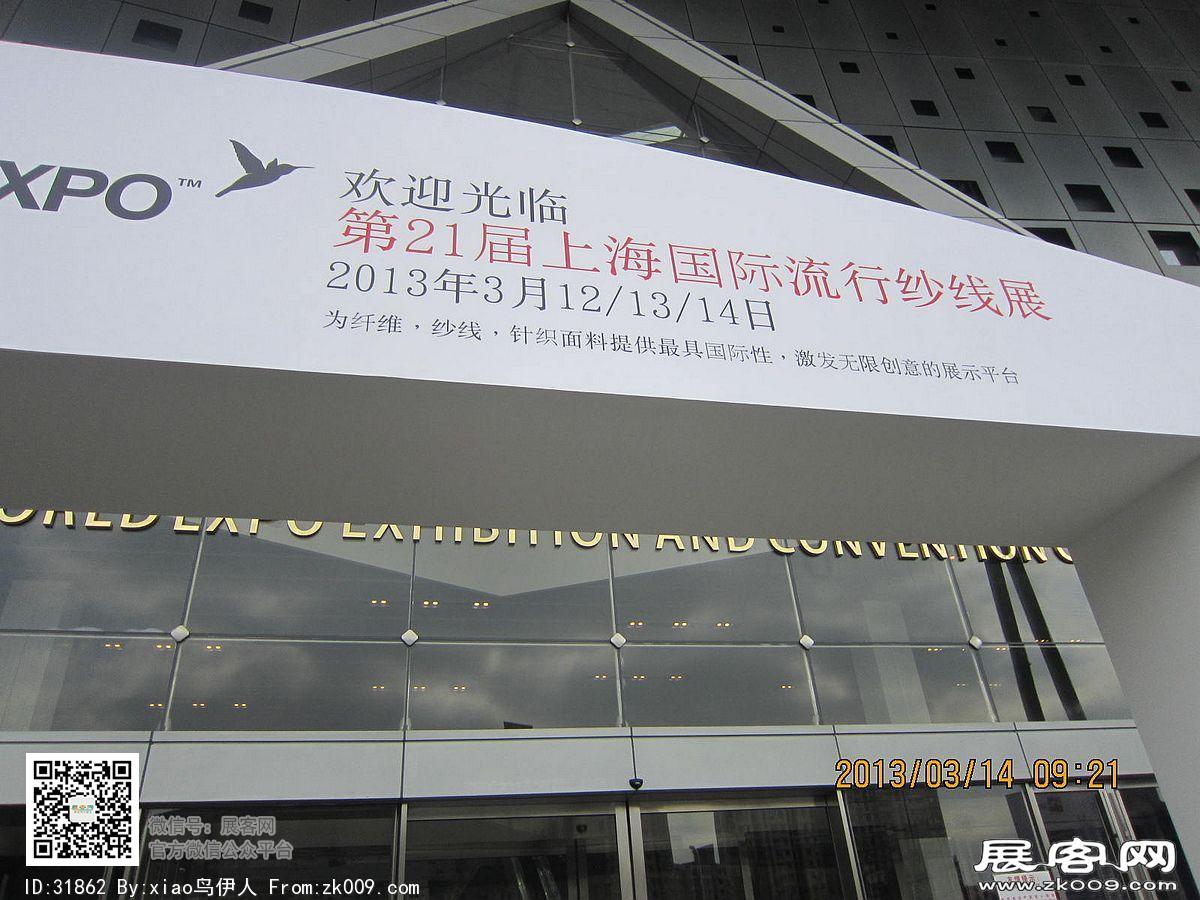 XPO™
欢迎光临
第21届上海国际流行纱线展
2013年3月12/13/14日
为纤维，纱线，针织面料提供最具国际性，激发无限创意的展示平台
WORLD EXPO EXHIBITION AND CONVENTION C
2013/03/14 09:21
微信号：展客网
官方微信公众平台
展客网
www.zk009.com
ID:31862 By:xiao鸟伊人 From:zk009.com